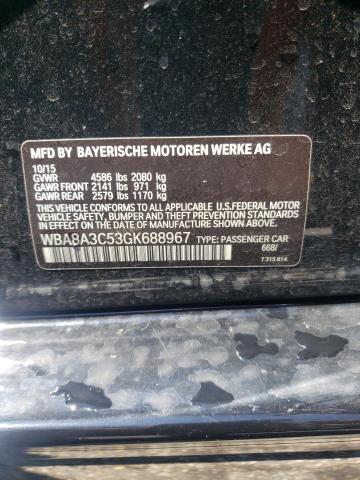 MFD BY BAYERISCHE MOTOREN WERKE AG
10/15
GVWR 4586 lbs 2080 kg
GAWR FRONT 2141 lbs 971 kg
GAWR REAR 2579 lbs 1170 kg
THIS VEHICLE CONFORMS TO ALL APPLICABLE U.S.FEDERAL MOTOR
VEHICLE SAFETY, BUMPER, AND THEFT PREVENTION STANDARDS
IN EFFECT ON THE DATE OF MANUFACTURE SHOWN ABOVE.
WBA8A3C53GK688967 TYPE: PASSENGER CAR
668/
7 315 814